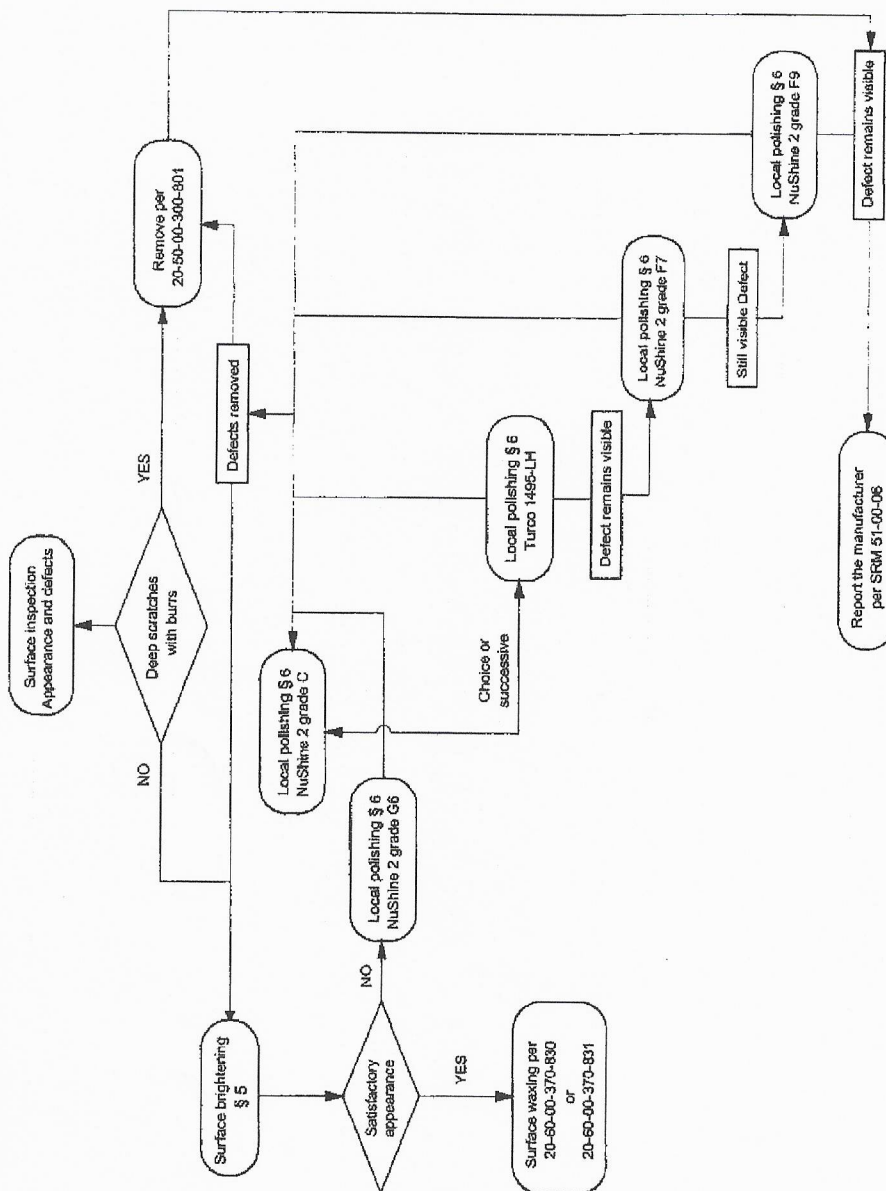 Surface inspection
Appearance and defects
Deep scratches
with burrs
YES
NO
Remove per
20-50-00-300-801
Defects removed
Surface brightening
§ 5
Satisfactory
appearance
NO
YES
Surface waxing per
20-60-00-370-830
or
20-60-00-370-831
Local polishing § 6
NuShine 2 grade G6
Local polishing § 6
NuShine 2 grade C
Choice or
successive
Local polishing § 6
Turco 1495-LH
Defect remains visible
Local polishing § 6
NuShine 2 grade F7
Still visible Defect
Local polishing § 6
NuShine 2 grade F9
Defect remains visible
Report the manufacturer
per SRM 51-00-06